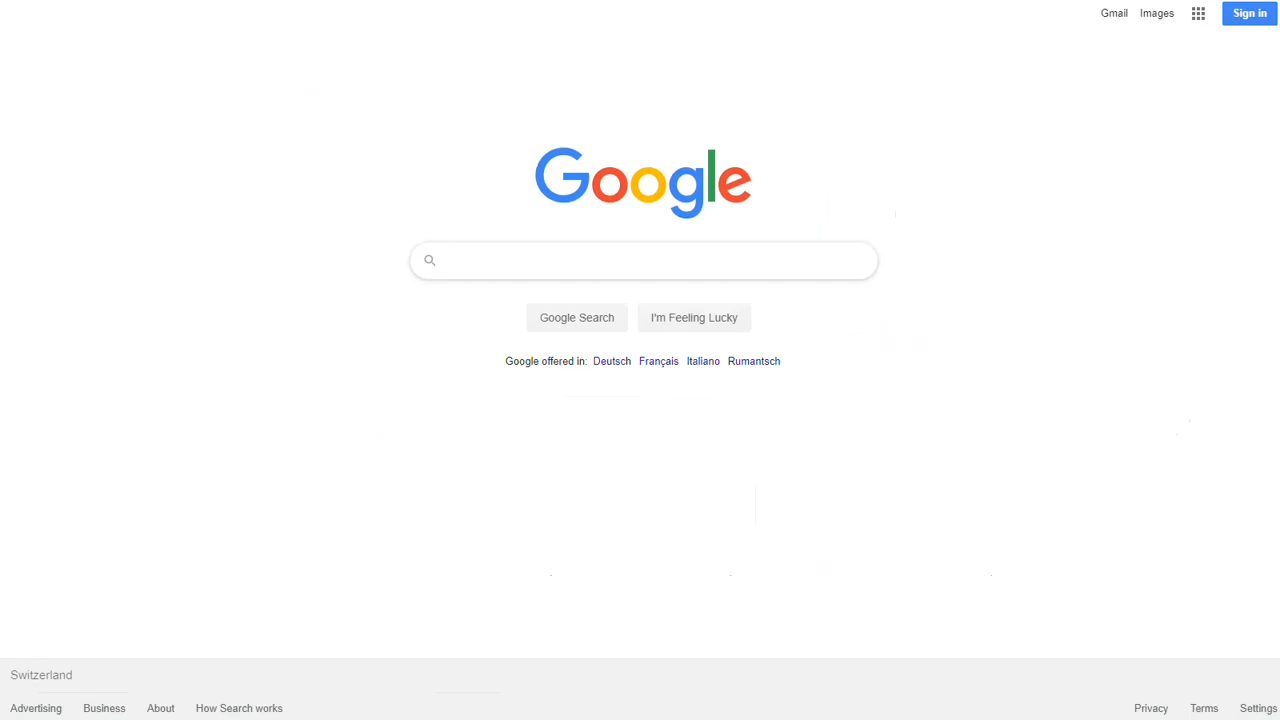 Gmail Images Sign in
Google
Google Search I'm Feeling Lucky
Google offered in: Deutsch Français Italiano Rumantsch
Switzerland
Advertising Business About How Search works Privacy Terms Settings